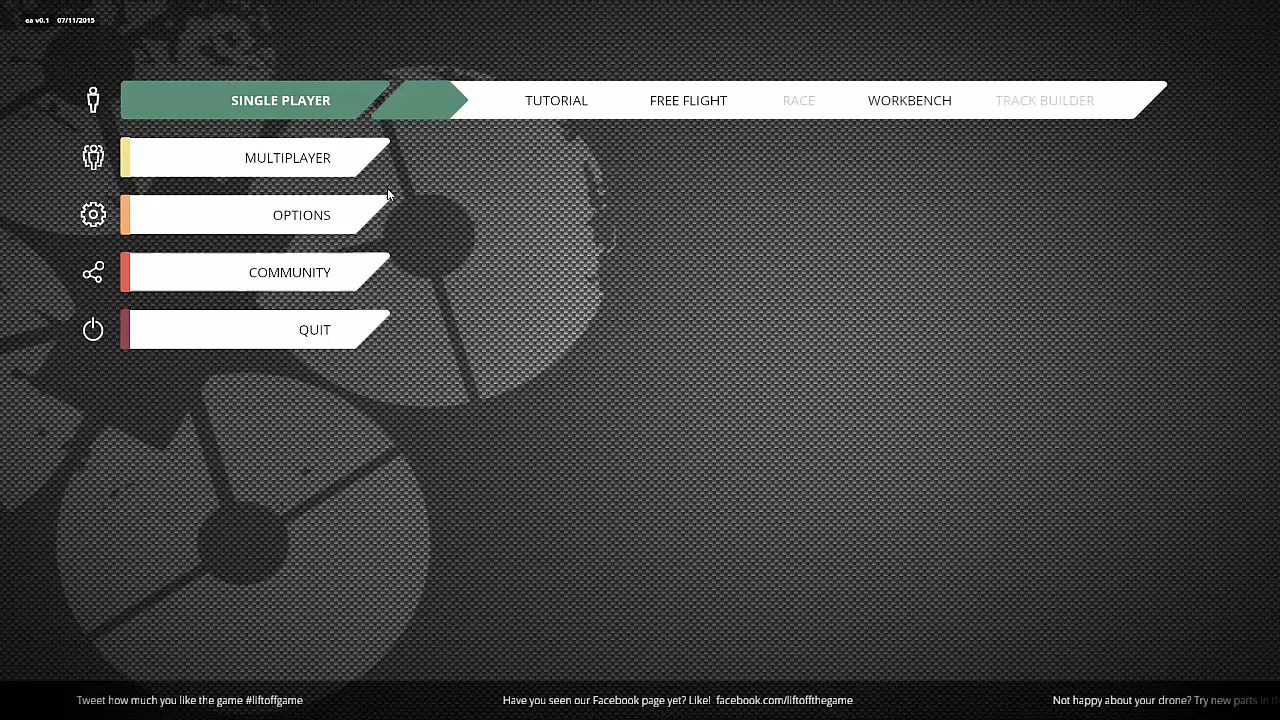 ea v0.1 07/11/2015
SINGLE PLAYER TUTORIAL FREE FLIGHT RACE WORKBENCH TRACK BUILDER
MULTIPLAYER
OPTIONS
COMMUNITY
QUIT
Tweet how much you like the game #liftoffgame Have you seen our Facebook page yet? Like! facebook.com/liftoffthegame Not happy about your drone? Try new parts in